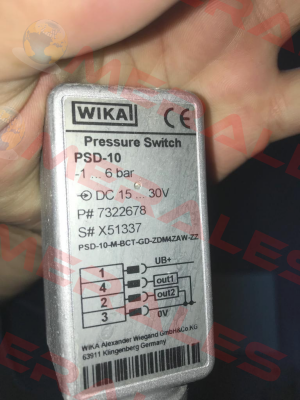 WIKA
CE
Pressure Switch
PSD-10
-1 ... 6 bar
DC 15 ... 30V
P# 7322678
S# X51337
PSD-10-M-BCT-GD-ZDM4ZAW-ZZ
1 UB+
4 out1
2 out2
3 0V
WIKA Alexander Wiegand GmbH&Co.KG
63911 Klingenberg Germany